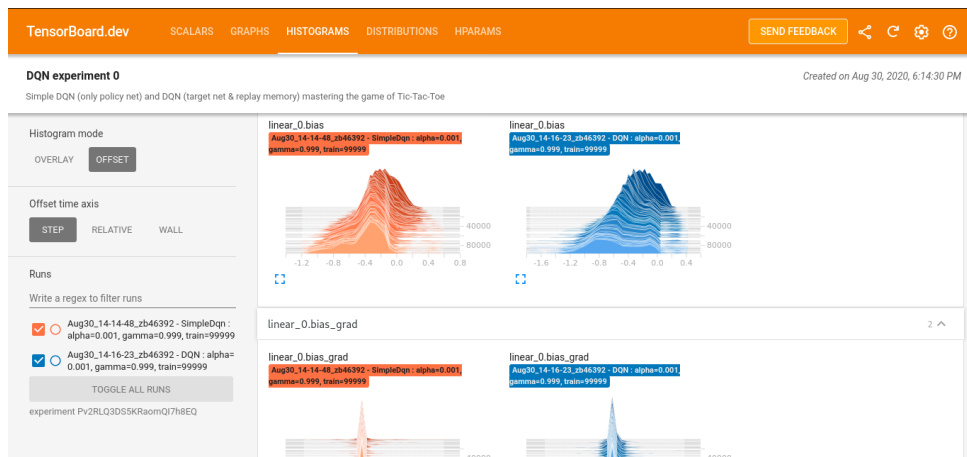 TensorBoard.dev
SCALARS
GRAPHS
HISTOGRAMS
DISTRIBUTIONS
HPARAMS
SEND FEEDBACK
DQN experiment 0
Created on Aug 30, 2020, 6:14:30 PM
Simple DQN (only policy net) and DQN (target net & replay memory) mastering the game of Tic-Tac-Toe
Histogram mode
OVERLAY
OFFSET
Offset time axis
STEP
RELATIVE
WALL
Runs
Write a regex to filter runs
Aug30_14-14-48_zb46392 - SimpleDqn :
alpha=0.001, gamma=0.999, train=99999
Aug30_14-16-23_zb46392 - DQN : alpha=
0.001, gamma=0.999, train=99999
TOGGLE ALL RUNS
experiment Pv2RLQ3DS5KRaomQI7h8EQ
linear_0.bias
Aug30_14-14-48_zb46392 - SimpleDqn : alpha=0.001,
gamma=0.999, train=99999
40000
80000
-1.2 -0.8 -0.4 0.0 0.4 0.8
linear_0.bias
Aug30_14-16-23_zb46392 - DQN : alpha=0.001,
gamma=0.999, train=99999
40000
80000
-1.6 -1.2 -0.8 -0.4 0.0 0.4
linear_0.bias_grad
2
linear_0.bias_grad
Aug30_14-14-48_zb46392 - SimpleDqn : alpha=0.001,
gamma=0.999, train=99999
linear_0.bias_grad
Aug30_14-16-23_zb46392 - DQN : alpha=0.001,
gamma=0.999, train=99999